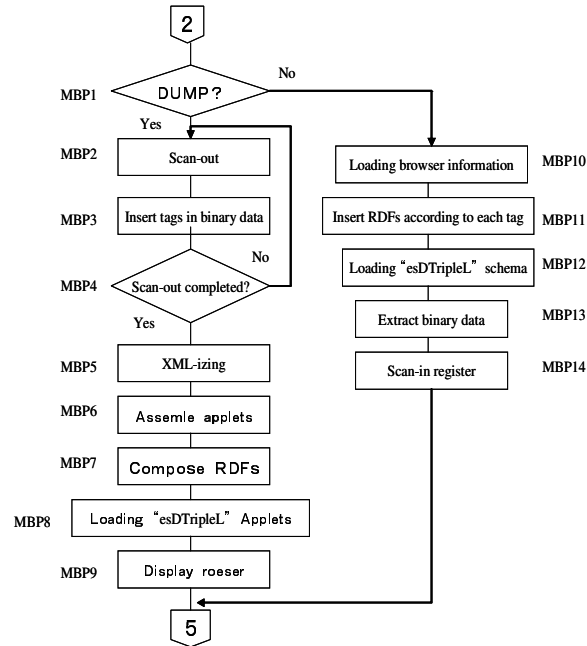 2
No
MBP1
DUMP?
Yes
MBP2
Scan-out
MBP10
Loading browser information
MBP3
Insert tags in binary data
MBP11
Insert RDFs according to each tag
No
MBP12
Loading “esDTripleL” schema
MBP4
Scan-out completed?
MBP13
Extract binary data
Yes
MBP5
XML-izing
MBP14
Scan-in register
MBP6
Assemle applets
MBP7
Compose RDFs
MBP8
Loading “esDTripleL” Applets
MBP9
Display roeser
5